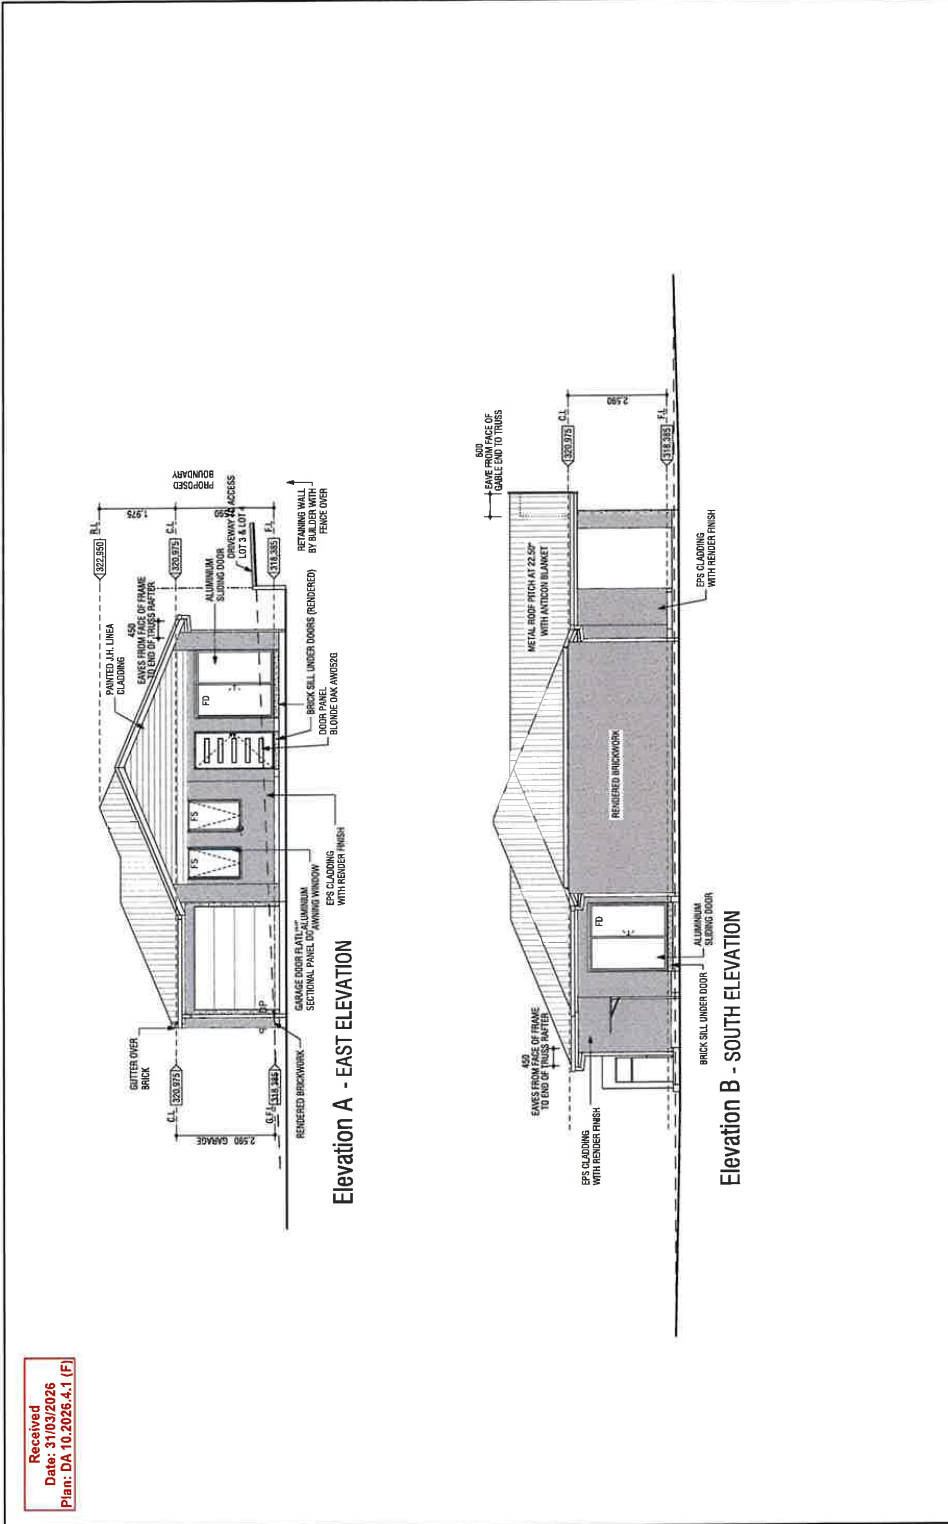 Received
Date: 31/03/2026
Plan: DA 10.2026.4.1 (F)
R.L
322,950
1,975
C.L
320,975
F.L
318,385
PROPOSED
BOUNDARY
PAINTED J.H. LINEA
CLADDING
450
EAVES FROM FACE OF FRAME
TO END OF TRUSS RAFTER
ALUMINIUM
SLIDING DOOR
DRIVEWAY
ACCESS
LOT 3 & LOT
RETAINING WALL
BY BUILDER WITH
FENCE OVER
GUTTER OVER
BRICK
C.L
320,975
G.F.L
318,385
2,590 GARAGE
FS
FS
FD
DP
BRICK SILL UNDER DOORS (RENDERED)
DOOR PANEL
BLONDE OAK AW052G
EPS CLADDING
WITH RENDER FINISH
ALUMINIUM
AWNING WINDOW
GARAGE DOOR
SECTIONAL PANEL
RENDERED BRICKWORK
Elevation A - EAST ELEVATION
600
EAVE FROM FACE OF
GABLE END TO TRUSS
C.L
320,975
2,590
F.L
318,385
METAL ROOF PITCH AT 22.50°
WITH ANTICON BLANKET
RENDERED BRICKWORK
FD
450
EAVES FROM FACE OF FRAME
TO END OF TRUSS RAFTER
EPS CLADDING
WITH RENDER FINISH
BRICK SILL UNDER DOOR
ALUMINIUM
SLIDING DOOR
EPS CLADDING
WITH RENDER FINISH
Elevation B - SOUTH ELEVATION